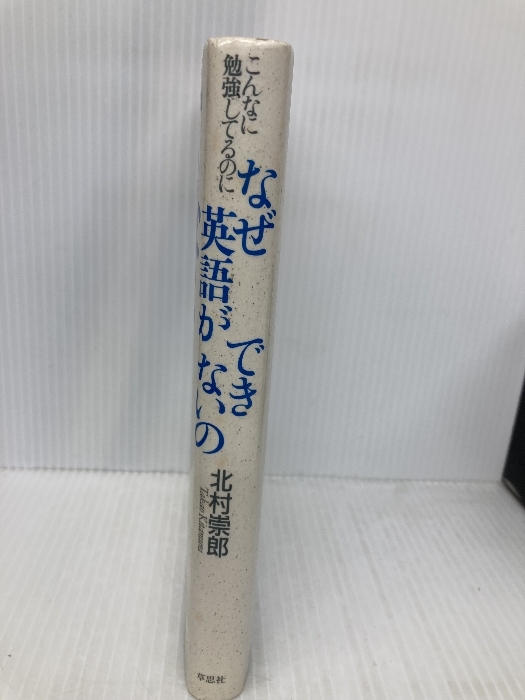 こんなに
勉強してるのに
なぜ
英語が
でき
ないの
北村崇郎
Takao Kitamura
草思社